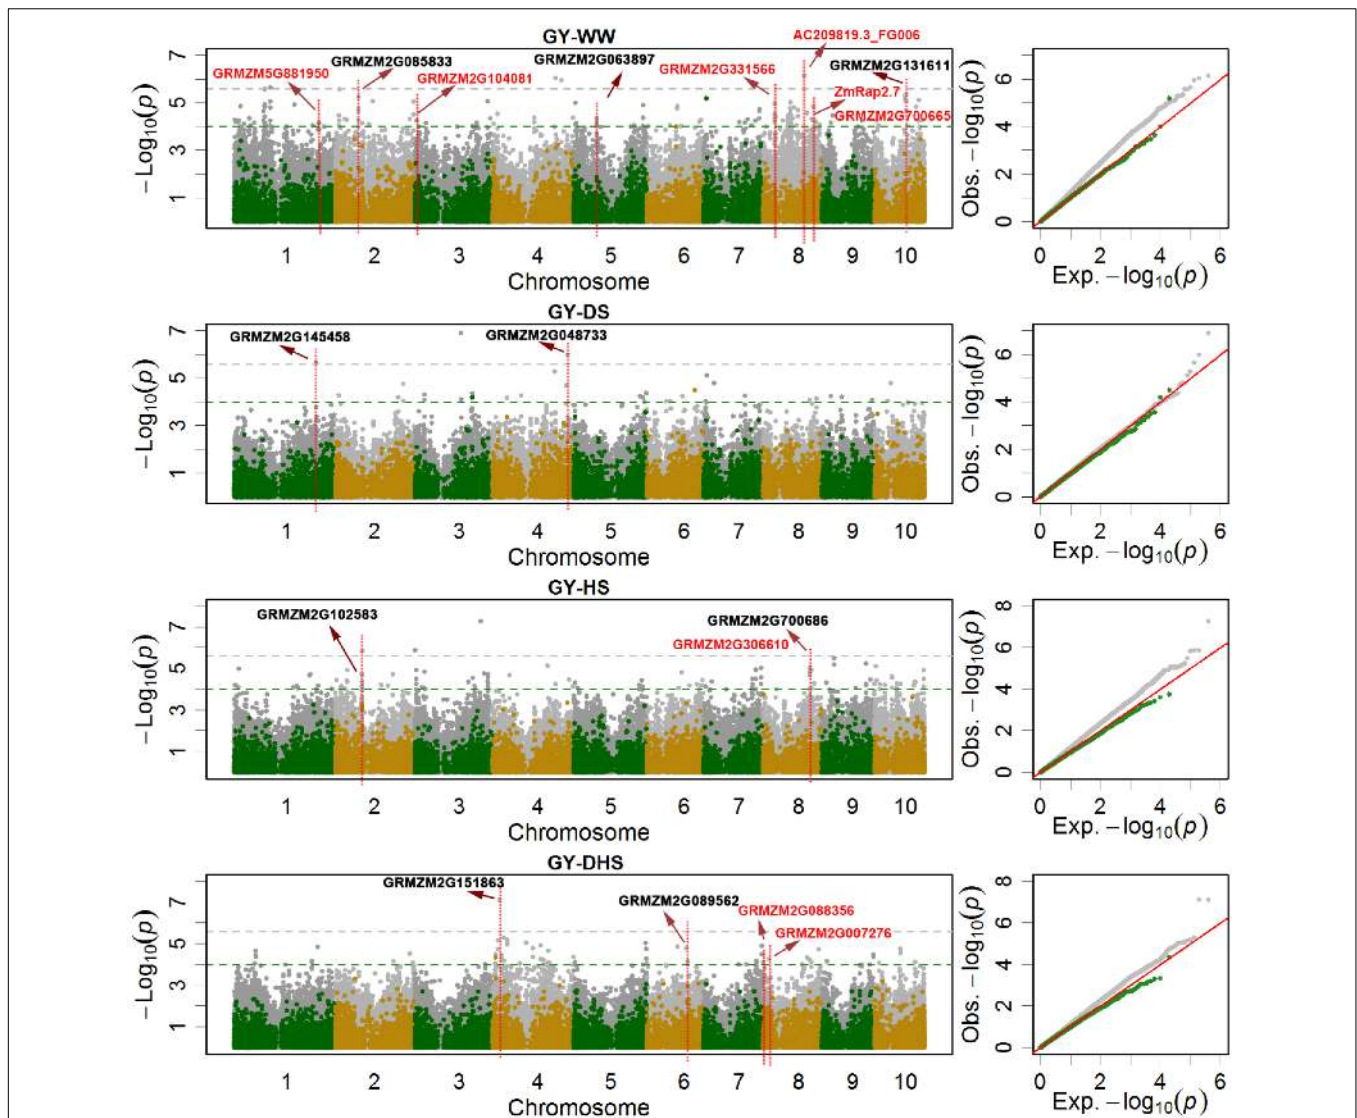 GY-WW
AC209819.3_FG006
GRMZM2G085833
GRMZM2G063897
GRMZM2G131611
GRMZM5G881950
GRMZM2G104081
GRMZM2G331566
ZmRap2.7
GRMZM2G700665
−Log10(p)
7
5
3
1
1 2 3 4 5 6 7 8 9 10
Chromosome
Obs. −log10(p)
6
4
2
0
0 2 4 6
Exp. −log10(p)
GY-DS
GRMZM2G145458
GRMZM2G048733
−Log10(p)
7
5
3
1
1 2 3 4 5 6 7 8 9 10
Chromosome
Obs. −log10(p)
6
4
2
0
0 2 4 6
Exp. −log10(p)
GY-HS
GRMZM2G102583
GRMZM2G700686
GRMZM2G306610
−Log10(p)
7
5
3
1
1 2 3 4 5 6 7 8 9 10
Chromosome
Obs. −log10(p)
8
6
4
2
0
0 2 4 6
Exp. −log10(p)
GY-DHS
GRMZM2G151863
GRMZM2G089562
GRMZM2G088356
GRMZM2G007276
−Log10(p)
7
5
3
1
1 2 3 4 5 6 7 8 9 10
Chromosome
Obs. −log10(p)
8
6
4
2
0
0 2 4 6
Exp. −log10(p)